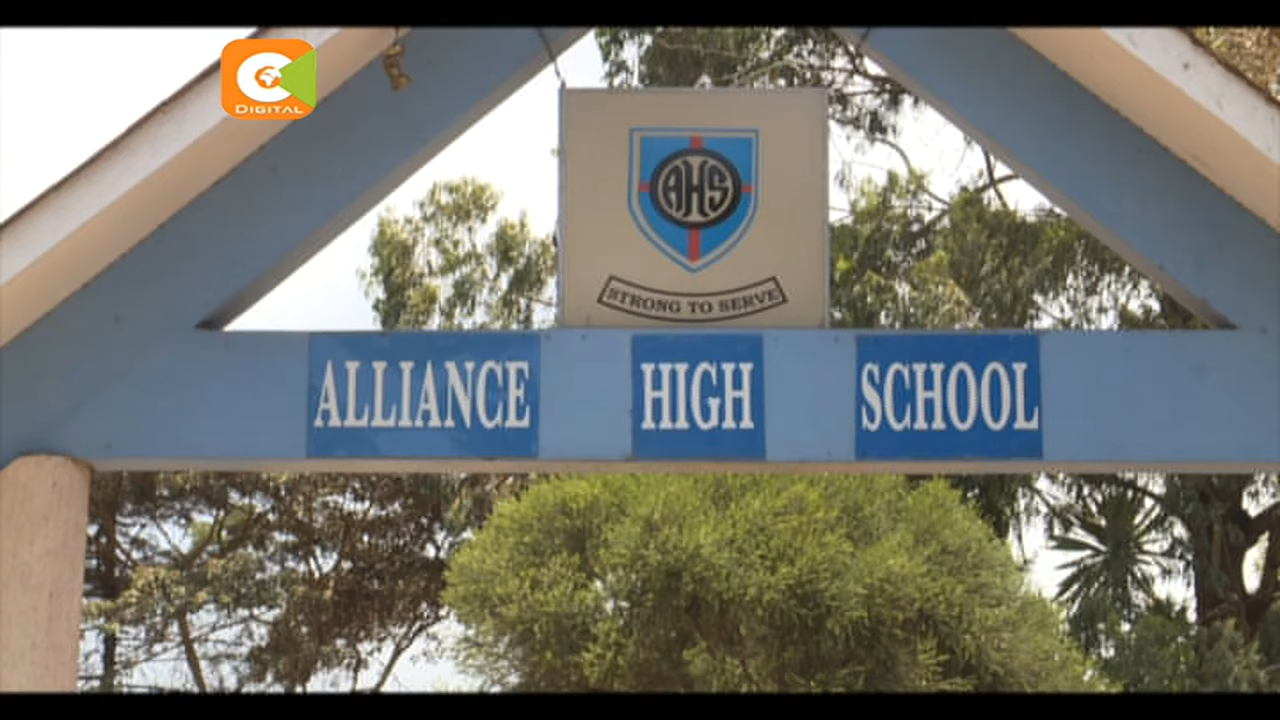 C
DIGITAL
AHS
STRONG TO SERVE
ALLIANCE HIGH SCHOOL